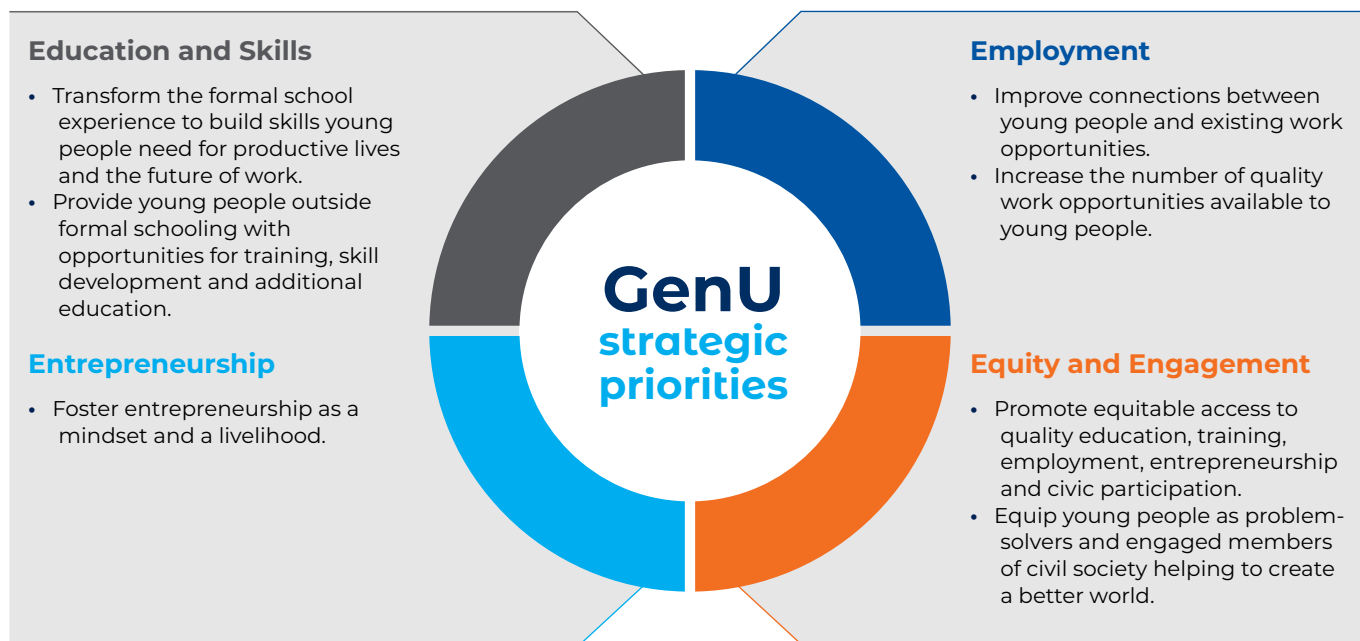 Education and Skills
• Transform the formal school
experience to build skills young
people need for productive lives
and the future of work.
• Provide young people outside
formal schooling with
opportunities for training, skill
development and additional
education.
Entrepreneurship
• Foster entrepreneurship as a
mindset and a livelihood.
GenU
strategic
priorities
Employment
• Improve connections between
young people and existing work
opportunities.
• Increase the number of quality
work opportunities available to
young people.
Equity and Engagement
• Promote equitable access to
quality education, training,
employment, entrepreneurship
and civic participation.
• Equip young people as problem-
solvers and engaged members
of civil society helping to create
a better world.